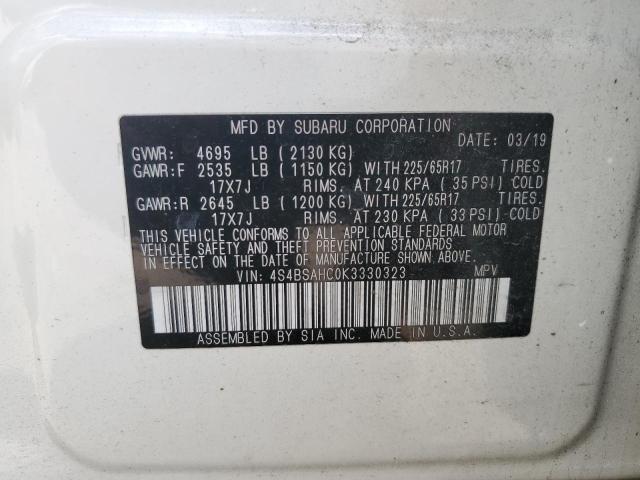 MFD BY SUBARU CORPORATION DATE: 03/19
GVWR: 4695 LB (2130 KG)
GAWR:F 2535 LB (1150 KG) WITH 225/65R17 TIRES.
17X7J RIMS. AT 240 KPA (35 PSI) COLD
GAWR:R 2645 LB (1200 KG) WITH 225/65R17 TIRES.
17X7J RIMS. AT 230 KPA (33 PSI) COLD
THIS VEHICLE CONFORMS TO ALL APPLICABLE FEDERAL MOTOR
VEHICLE SAFETY AND THEFT PREVENTION STANDARDS
IN EFFECT ON THE DATE OF MANUFACTURE SHOWN ABOVE.
VIN: 4S4BSAHC0K3330323 MPV
ASSEMBLED BY SIA INC. MADE IN U.S.A.